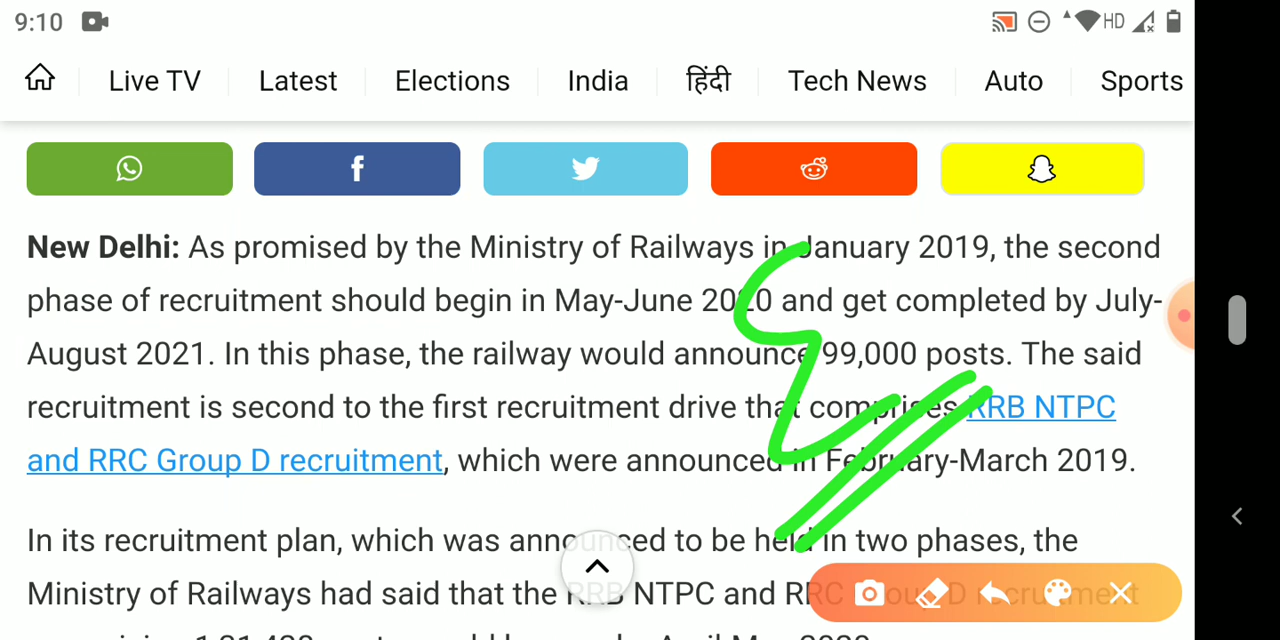 9:10
HD
Live TV Latest Elections India हिंदी Tech News Auto Sports
New Delhi: As promised by the Ministry of Railways in January 2019, the second
phase of recruitment should begin in May-June 2020 and get completed by July-
August 2021. In this phase, the railway would announce 99,000 posts. The said
recruitment is second to the first recruitment drive that comprises RRB NTPC
and RRC Group D recruitment, which were announced in February-March 2019.
In its recruitment plan, which was announced to be held in two phases, the
Ministry of Railways had said that the RRB NTPC and RRC Group D recruitment